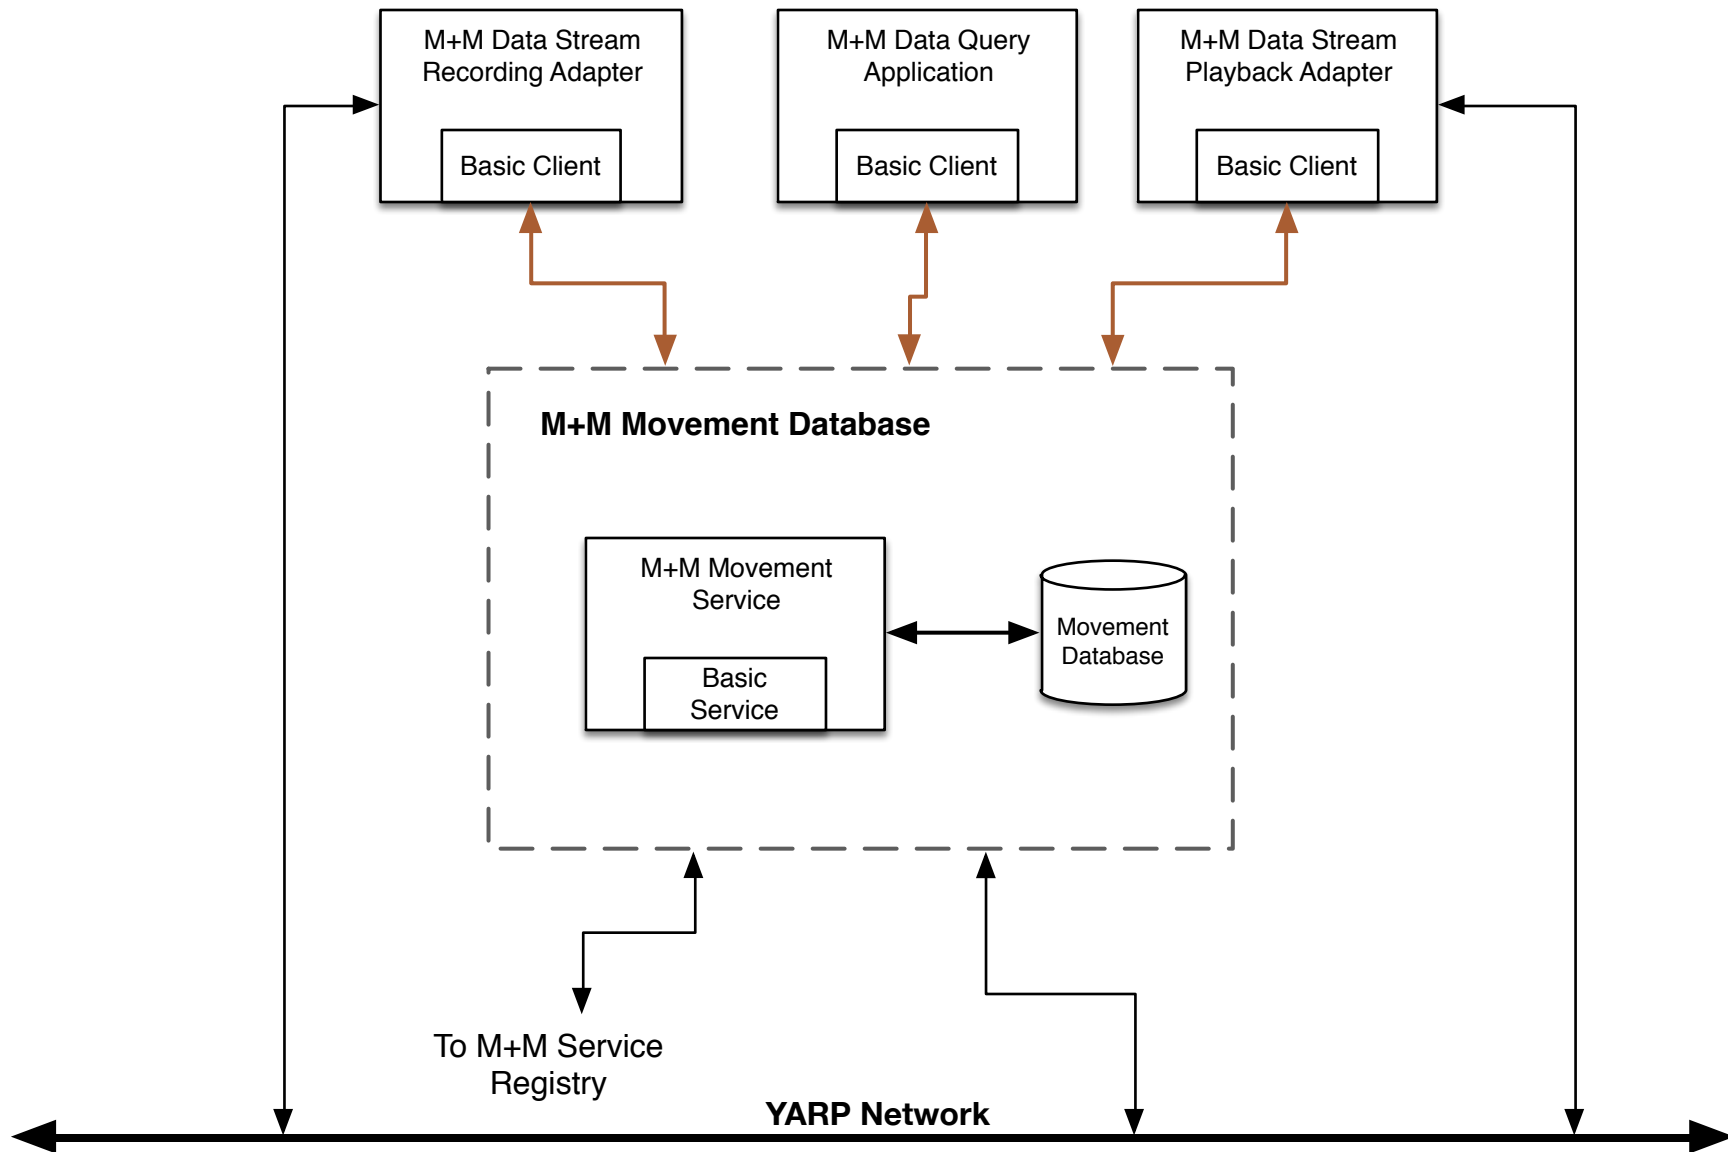 M+M Data Stream
Recording Adapter
Basic Client
M+M Data Query
Application
Basic Client
M+M Data Stream
Playback Adapter
Basic Client
M+M Movement Database
M+M Movement
Service
Basic
Service
Movement
Database
To M+M Service
Registry
YARP Network